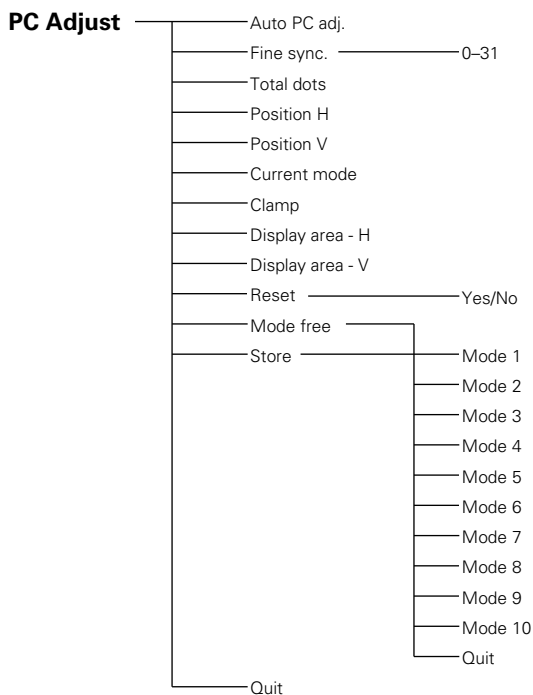 PC Adjust Auto PC adj.
Fine sync. 0–31
Total dots
Position H
Position V
Current mode
Clamp
Display area - H
Display area - V
Reset Yes/No
Mode free
Store Mode 1
Mode 2
Mode 3
Mode 4
Mode 5
Mode 6
Mode 7
Mode 8
Mode 9
Mode 10
Quit
Quit